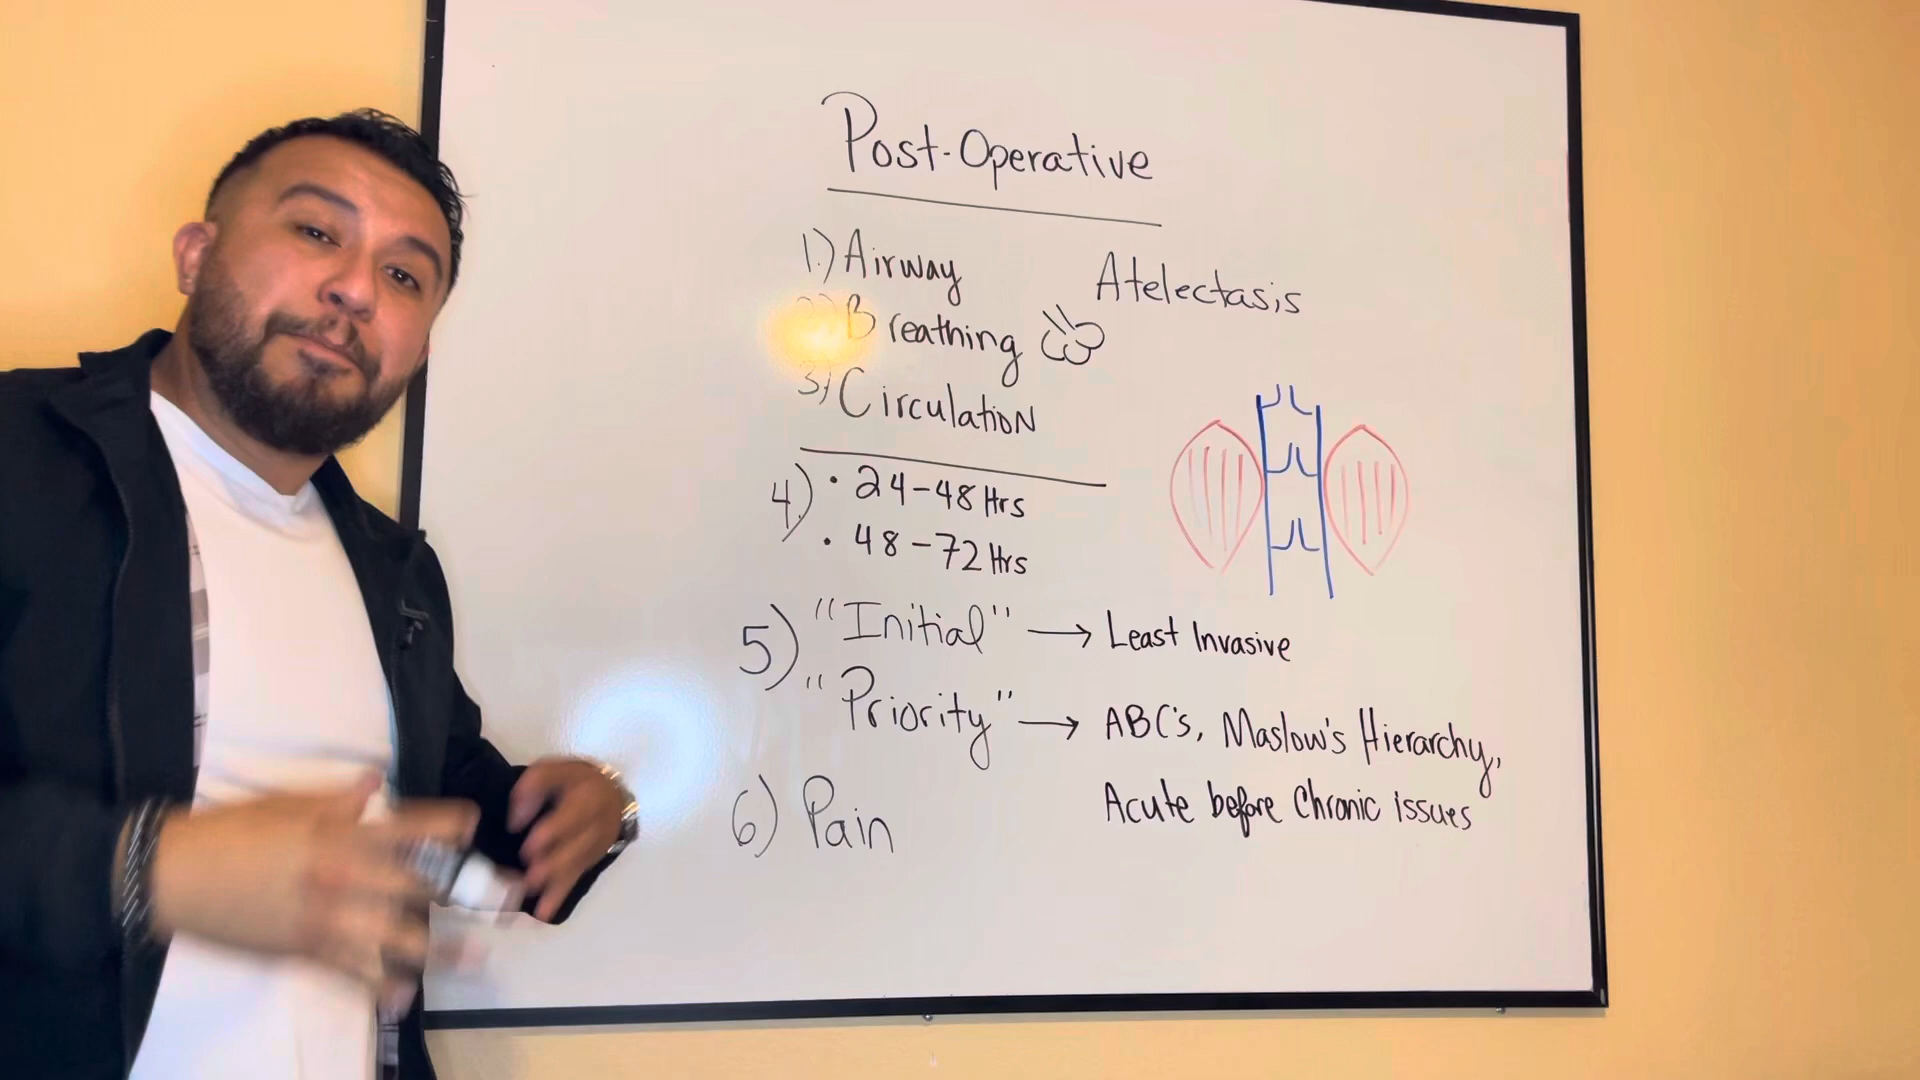 Post-Operative
1.) Airway
Atelectasis
2.) Breathing
3.) Circulation
4.) • 24-48 Hrs
• 48-72 Hrs
5.) "Initial" → Least Invasive
"Priority" → ABC's, Maslow's Hierarchy,
Acute before Chronic issues
6) Pain